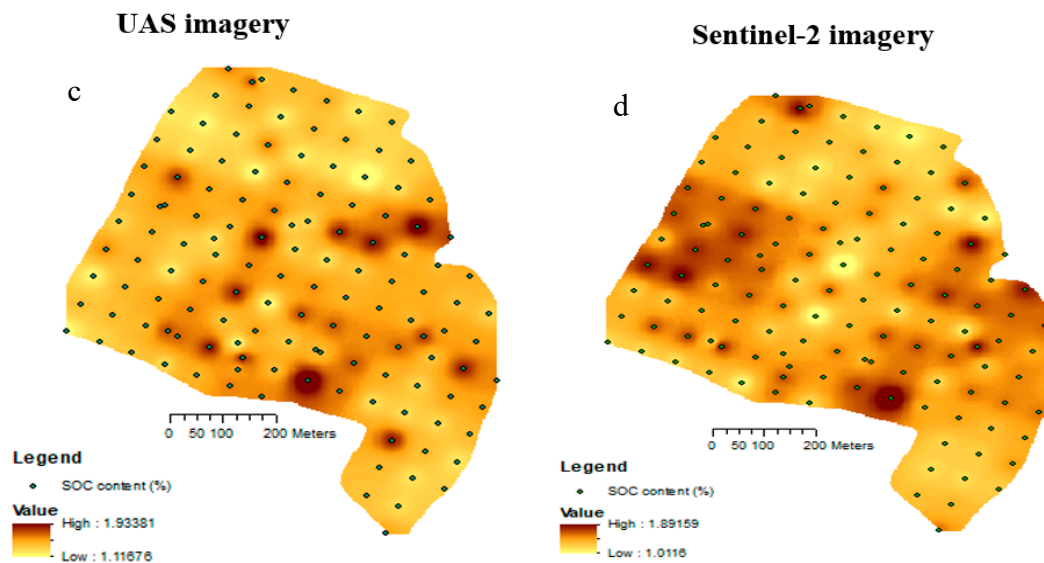 UAS imagery
Sentinel-2 imagery
c
d
0 50 100 200 Meters
Legend
SOC content (%)
Value
High : 1.93381
Low : 1.11676
0 50 100 200 Meters
Legend
SOC content (%)
Value
High : 1.89159
Low : 1.0116